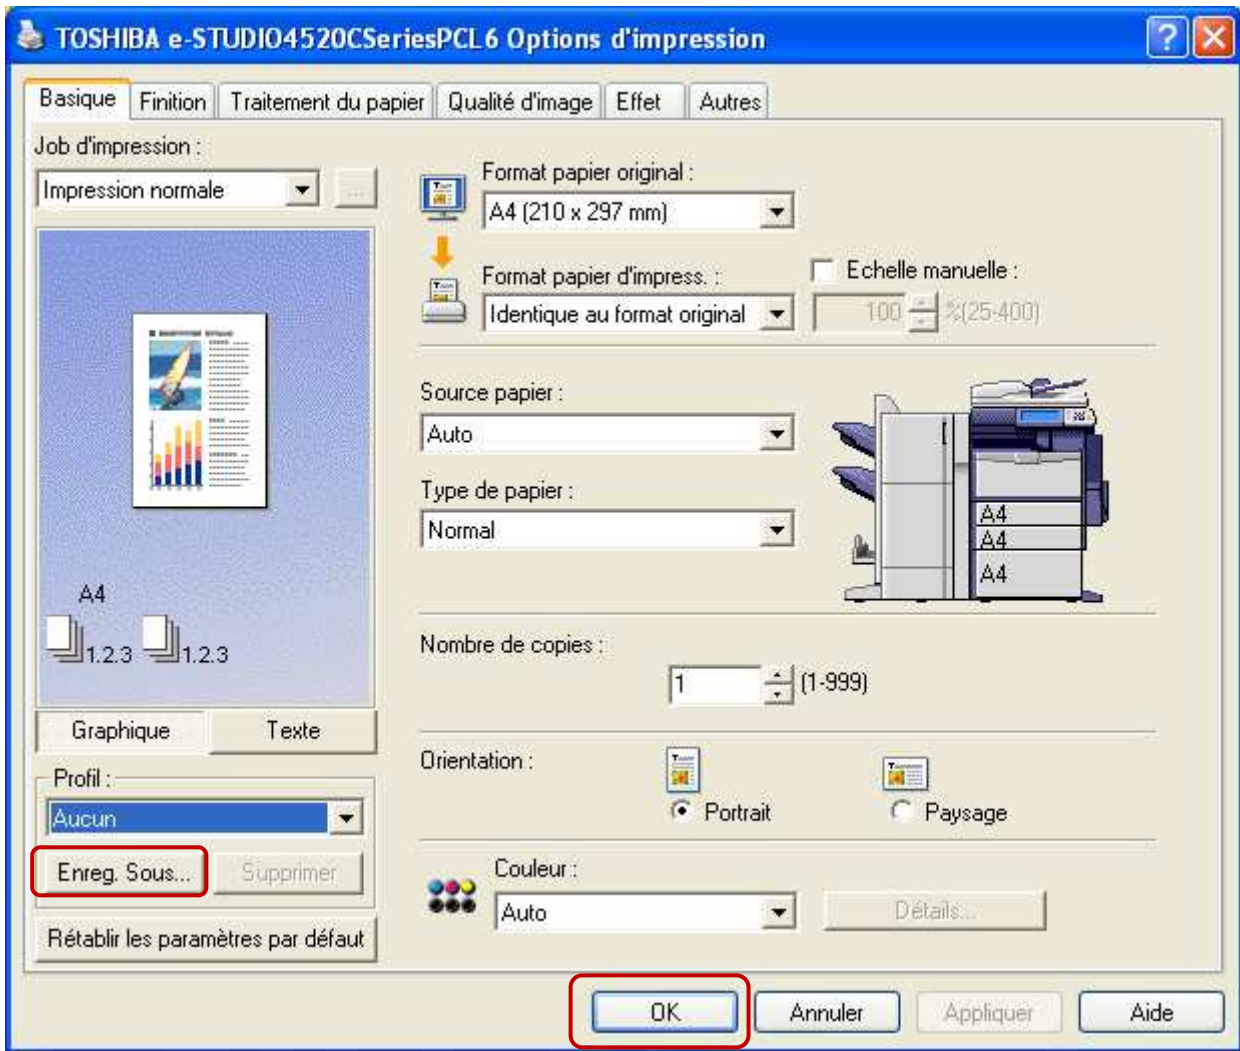 TOSHIBA e-STUDIO4520CSeriesPCL6 Options d'impression
Basique Finition Traitement du papier Qualité d'image Effet Autres
Job d'impression :
Impression normale
...
A4
1.2.3 1.2.3
Graphique Texte
Profil :
Aucun
Enreg. Sous... Supprimer
Rétablir les paramètres par défaut
Format papier original :
A4 (210 x 297 mm)
Format papier d'impress. :
Identique au format original
Echelle manuelle :
100 %(25-400)
Source papier :
Auto
Type de papier :
Normal
A4
A4
A4
Nombre de copies :
1 (1-999)
Orientation :
Portrait Paysage
Couleur :
Auto Détails...
OK Annuler Appliquer Aide